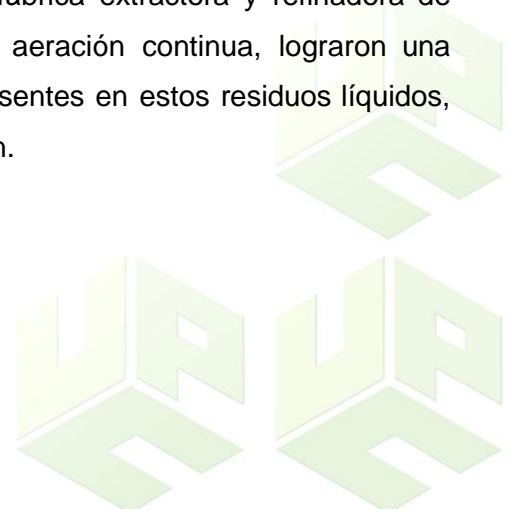 fábrica extractora y refinadora de
aeración continua, lograron una
sentes en estos residuos líquidos,
n.